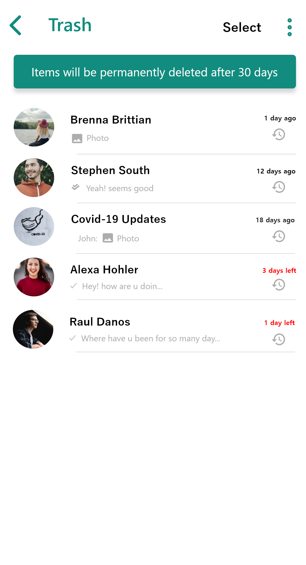 Trash
Select
Items will be permanently deleted after 30 days
Brenna Brittian
1 day ago
Photo
Stephen South
12 days ago
Yeah! seems good
Covid-19 Updates
18 days ago
John: Photo
Alexa Hohler
3 days left
Hey! how are u doin...
Raul Danos
1 day left
Where have u been for so many day...